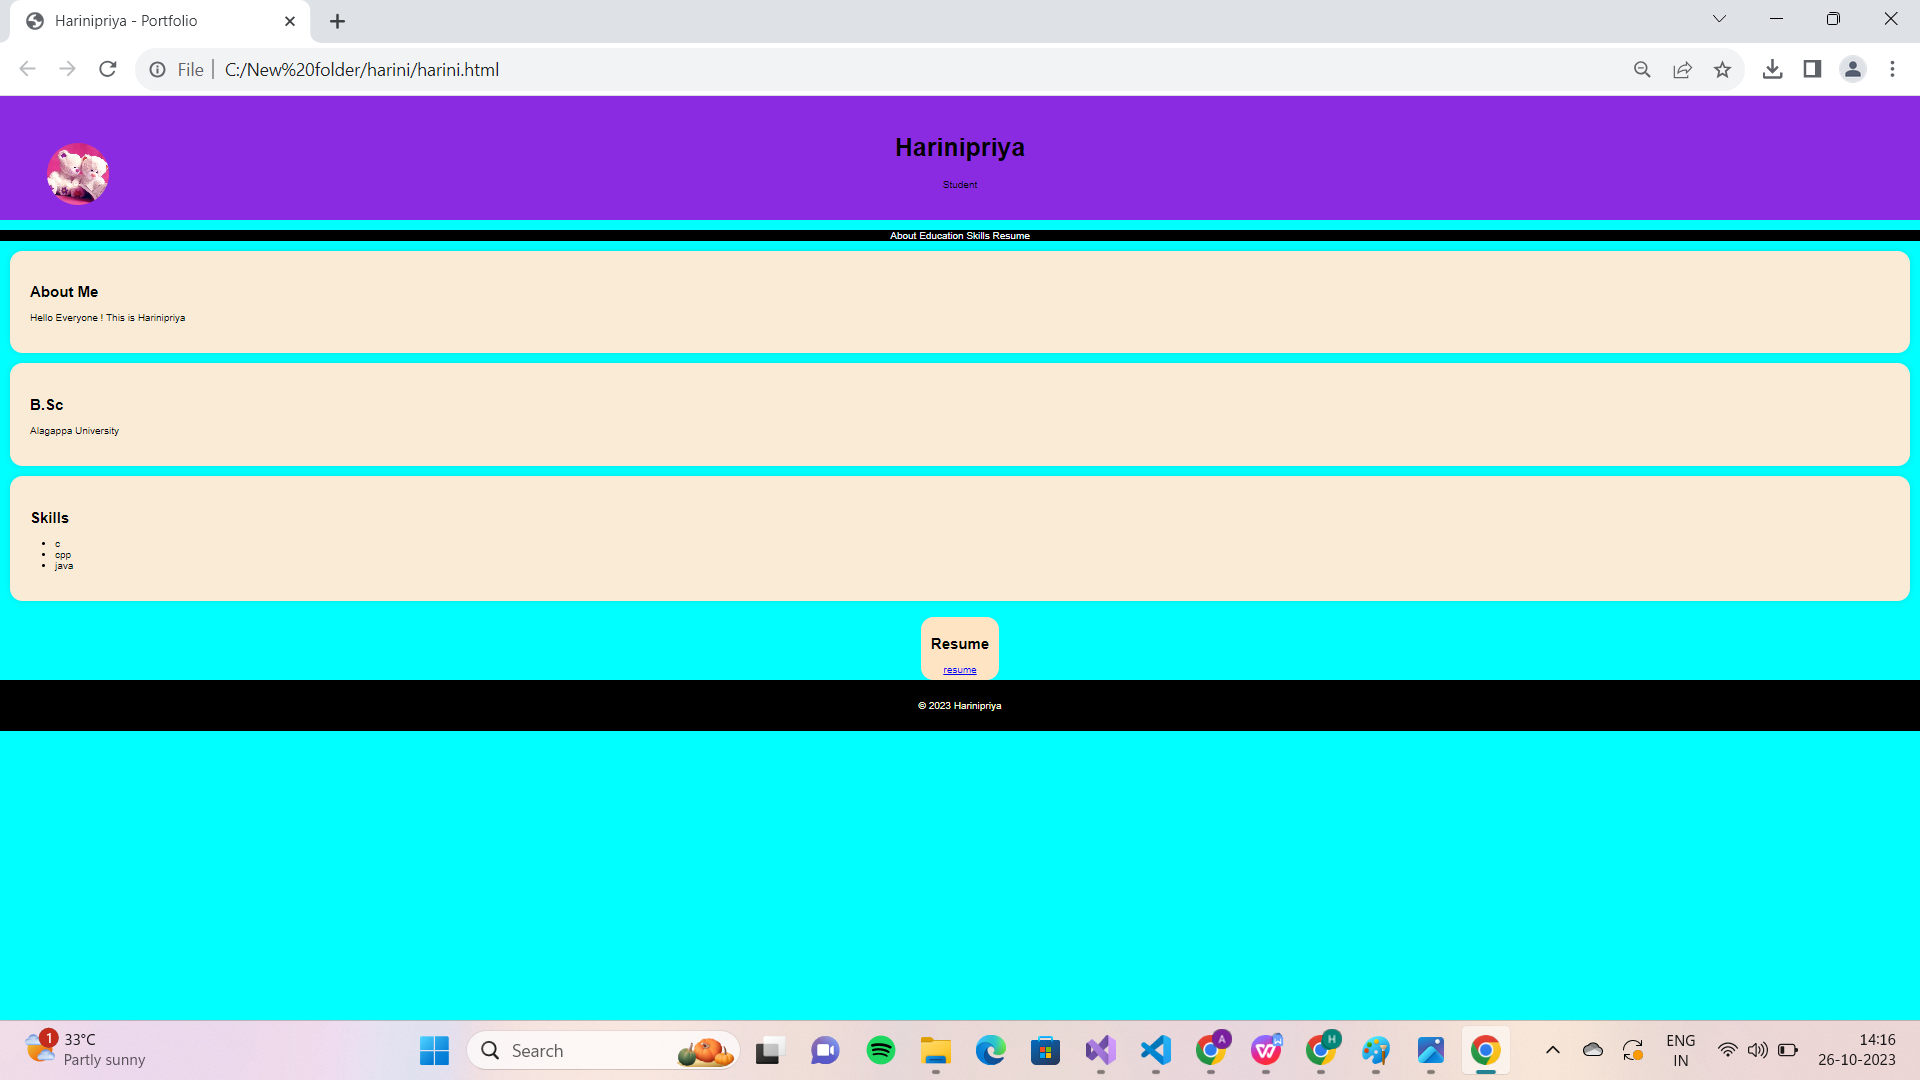 Harinipriya - Portfolio
File
C:/New%20folder/harini/harini.html
Harinipriya
Student
About Education Skills Resume
About Me
Hello Everyone ! This is Harinipriya
B.Sc
Alagappa University
Skills
• c
• cpp
• java
Resume
resume
© 2023 Harinipriya
1
33°C
Partly sunny
Search
A
W
H
ENG
IN
14:16
26-10-2023